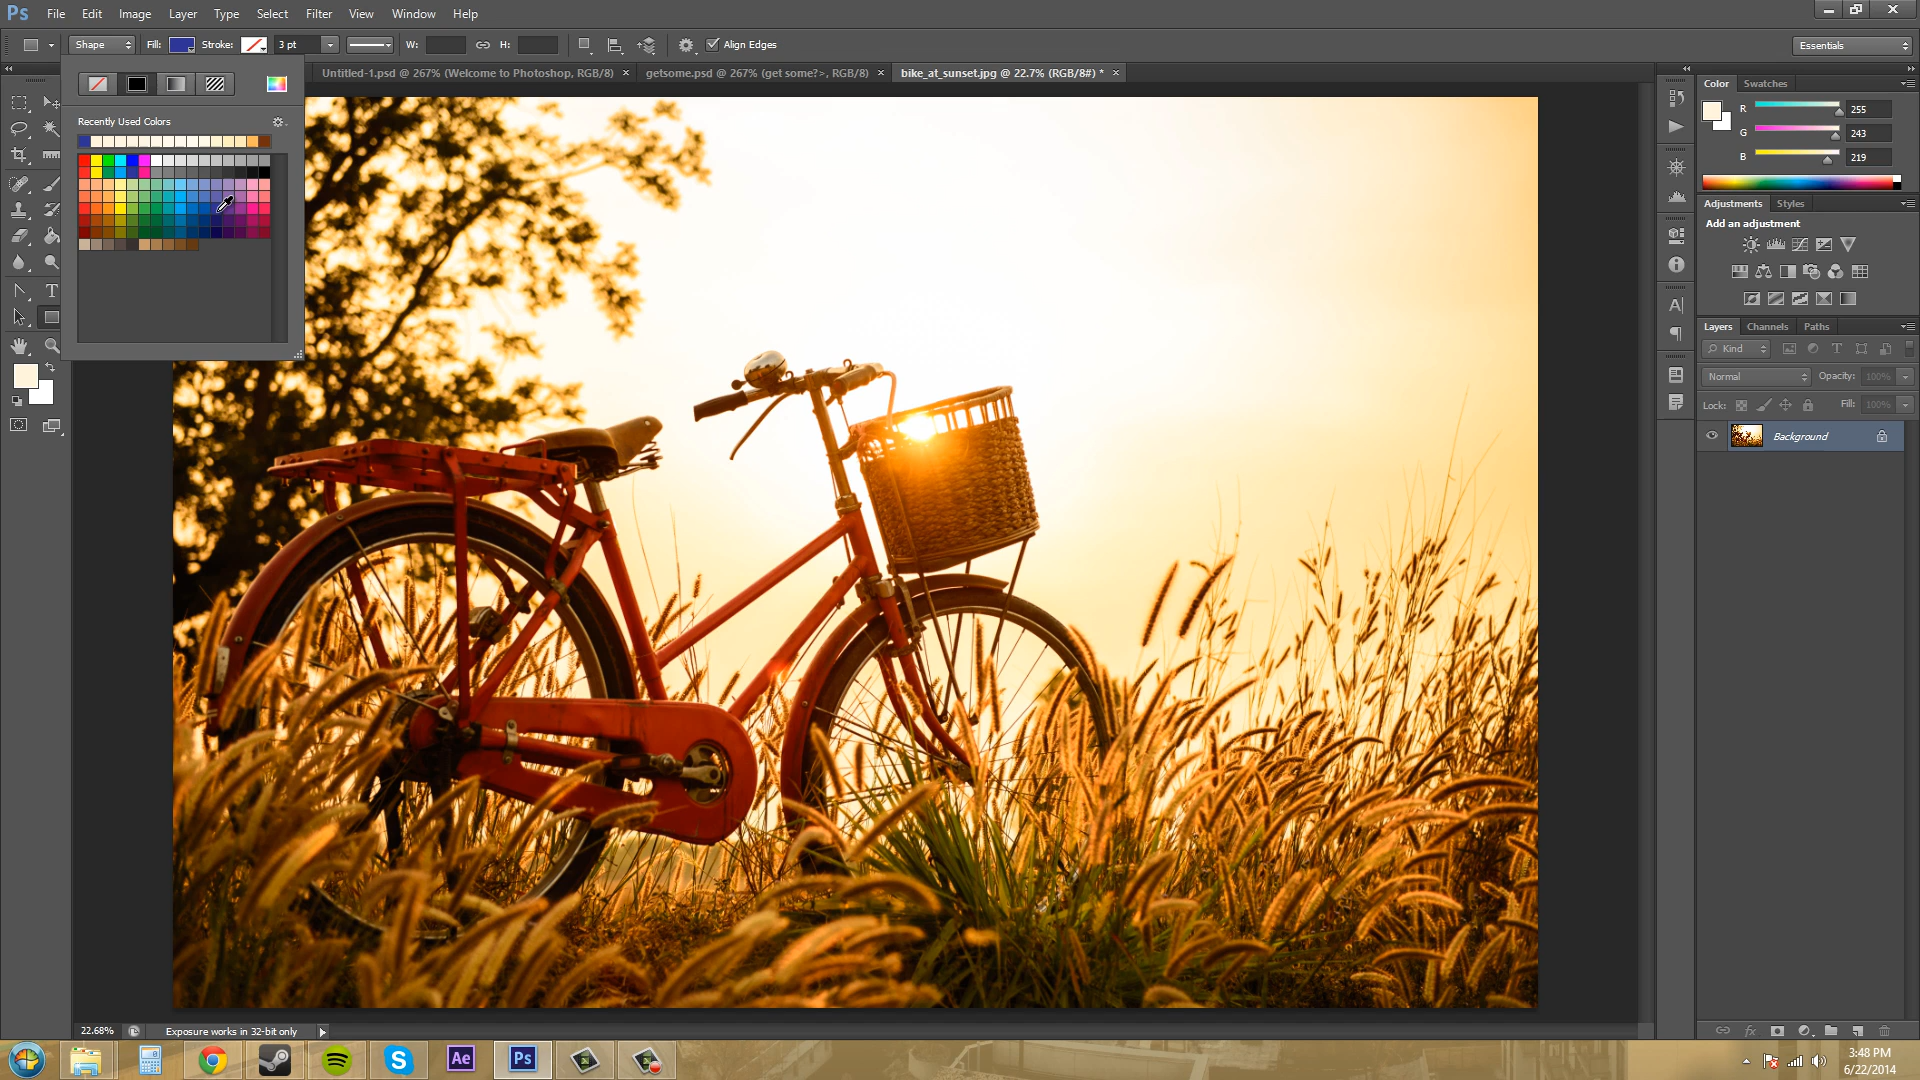 Ps File Edit Image Layer Type Select Filter View Window Help
Shape Fill: Stroke: 3 pt W: H: Align Edges Essentials
Untitled-1.psd @ 267% (Welcome to Photoshop, RGB/8) × getsome.psd @ 267% (get some?>, RGB/8) × bike_at_sunset.jpg @ 22.7% (RGB/8#) * ×
Recently Used Colors
Color Swatches
R 255
G 243
B 219
Adjustments Styles
Add an adjustment
Layers Channels Paths
Kind
Normal Opacity: 100%
Lock: Fill: 100%
Background
22.68% Exposure works in 32-bit only
Ae Ps
3:48 PM
6/22/2014